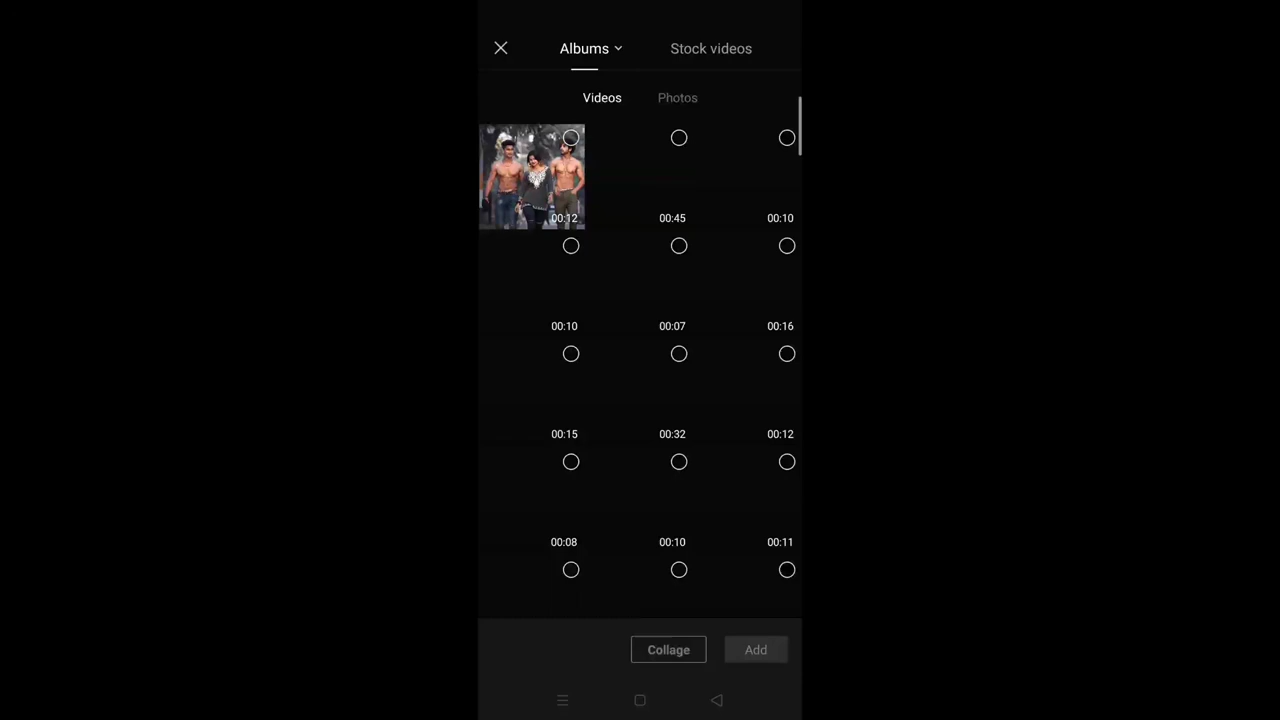 Albums Stock videos
Videos Photos
00:12 00:45 00:10
00:10 00:07 00:16
00:15 00:32 00:12
00:08 00:10 00:11
Collage Add